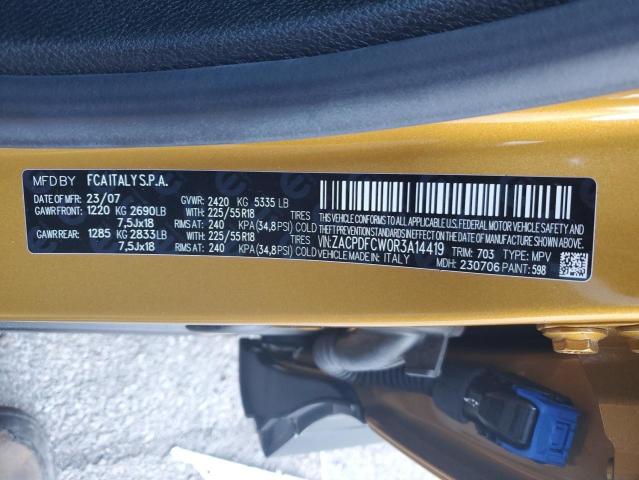 MFD BY FCA ITALY S.P.A.
DATE OF MFR: 23/07 GVWR: 2420 KG 5335 LB
GAWR FRONT: 1220 KG 2690LB WITH 225/55R18 TIRES
7,5Jx18 RIMS AT: 240 KPA (34,8PSI) COLD
GAWR REAR: 1285 KG 2833LB WITH 225/55R18 TIRES
7,5Jx18 RIMS AT: 240 KPA (34,8PSI) COLD
THIS VEHICLE CONFORMS TO ALL APPLICABLE U.S. FEDERAL MOTOR VEHICLE SAFETY AND
THEFT PREVENTION STANDARDS IN EFFECT ON THE DATE OF MANUFACTURE SHOWN ABOVE.
VIN: ZACPDFCW0R3A14419 TRIM: 703 TYPE: MPV
VEHICLE MADE IN: ITALY MDH: 230706 PAINT: 598